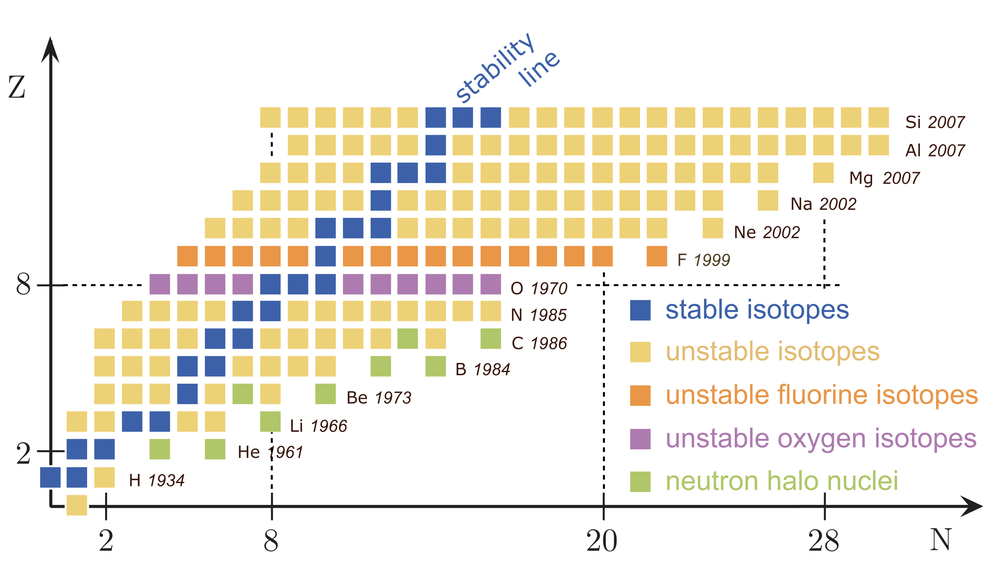 stability
line
Z
Si 2007
Al 2007
Mg 2007
Na 2002
Ne 2002
F 1999
8
O 1970
stable isotopes
N 1985
C 1986
unstable isotopes
B 1984
Be 1973
unstable fluorine isotopes
Li 1966
unstable oxygen isotopes
2
He 1961
H 1934
neutron halo nuclei
2
8
20
28
N